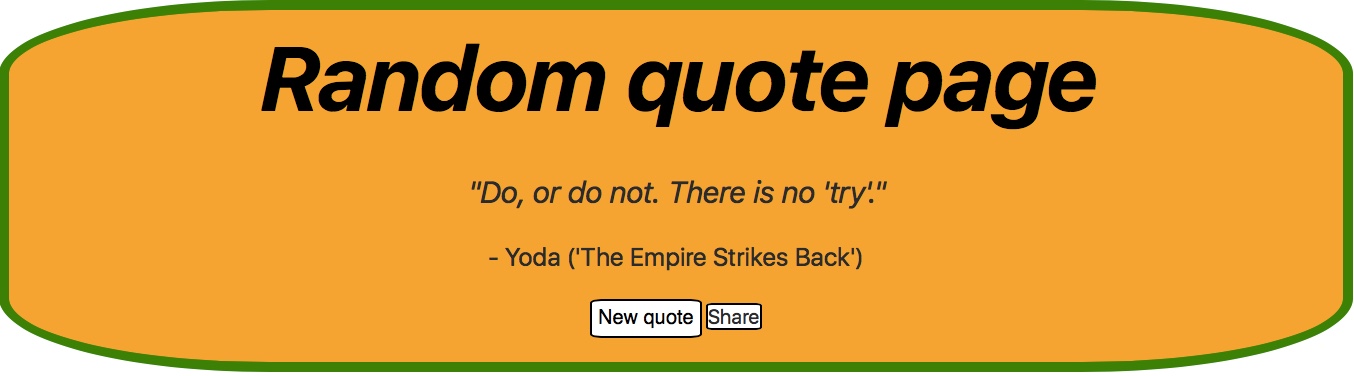 Random quote page
"Do, or do not. There is no 'try'."
- Yoda ('The Empire Strikes Back')
New quote Share